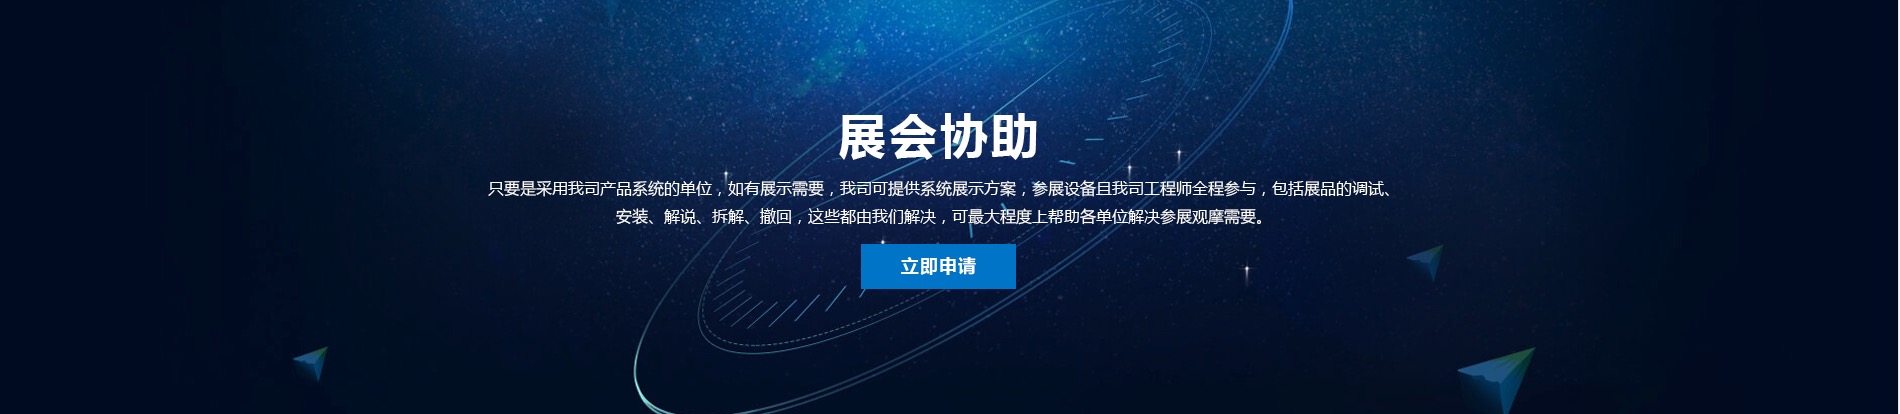 展会协助
只要是采用我司产品系统的单位，如有展示需要，我司可提供系统展示方案，参展设备且我司工程师全程参与，包括展品的调试、
安装、解说、拆解、撤回，这些都由我们解决，可最大程度上帮助各单位解决参展观摩需要。
立即申请